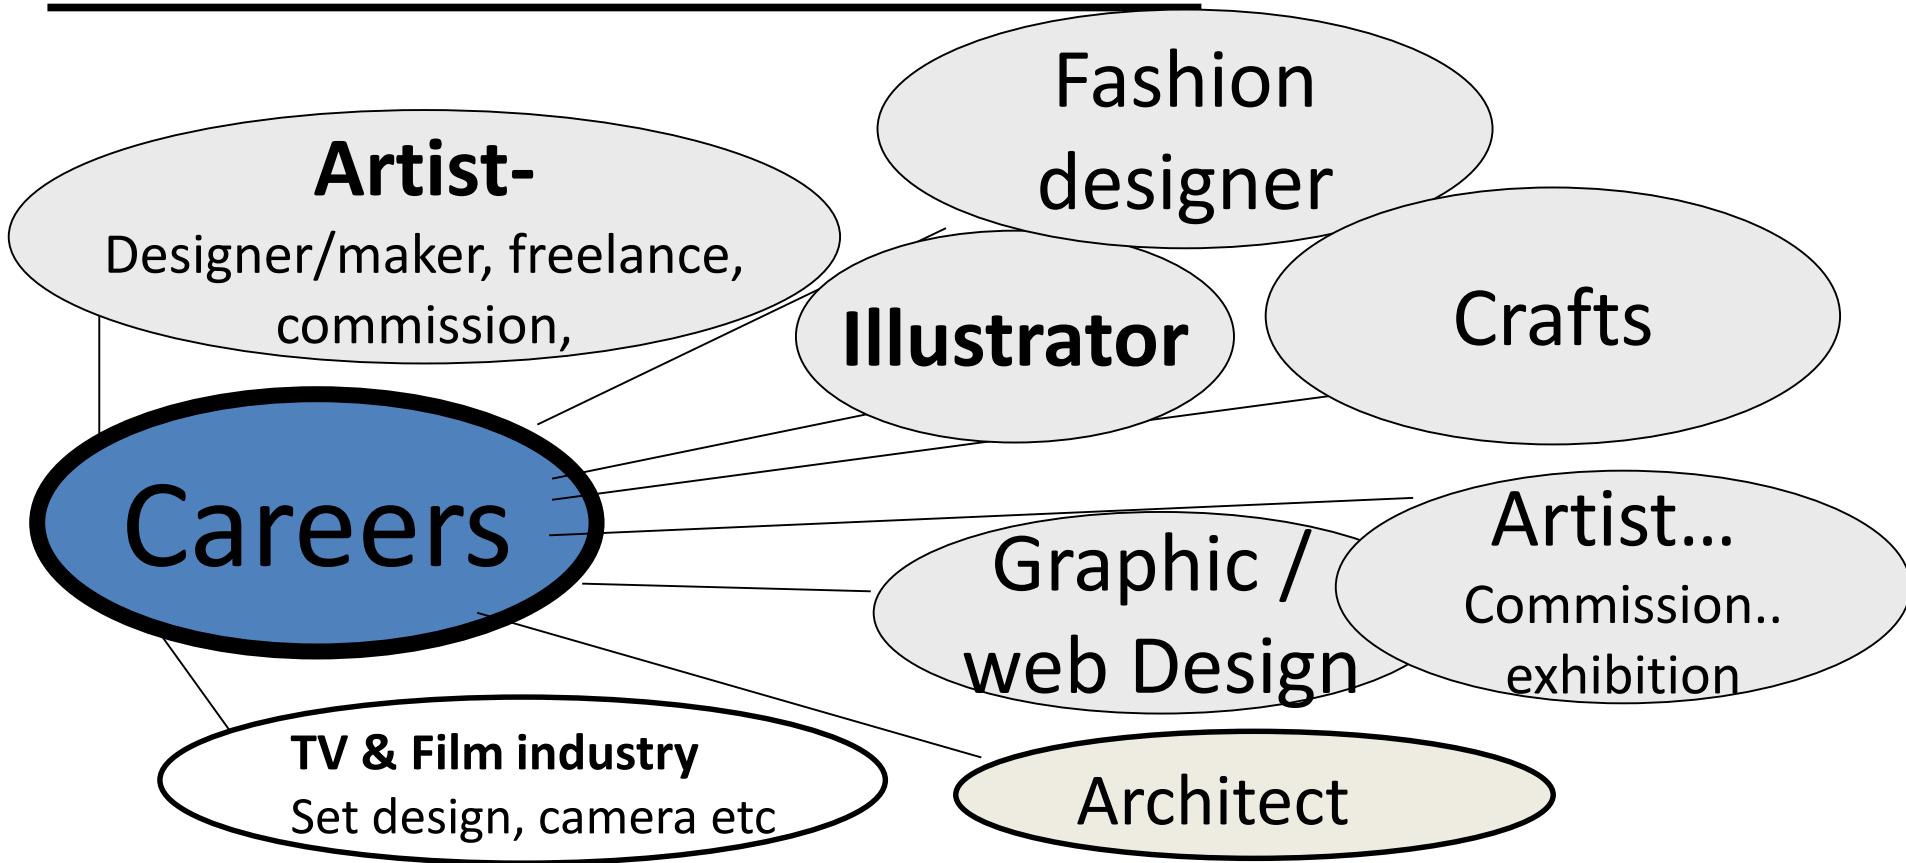 Fashion
designer
Artist-
Designer/maker, freelance,
commission,
Illustrator
Crafts
Careers
Artist...
Commission..
exhibition
Graphic /
web Design
TV & Film industry
Set design, camera etc
Architect